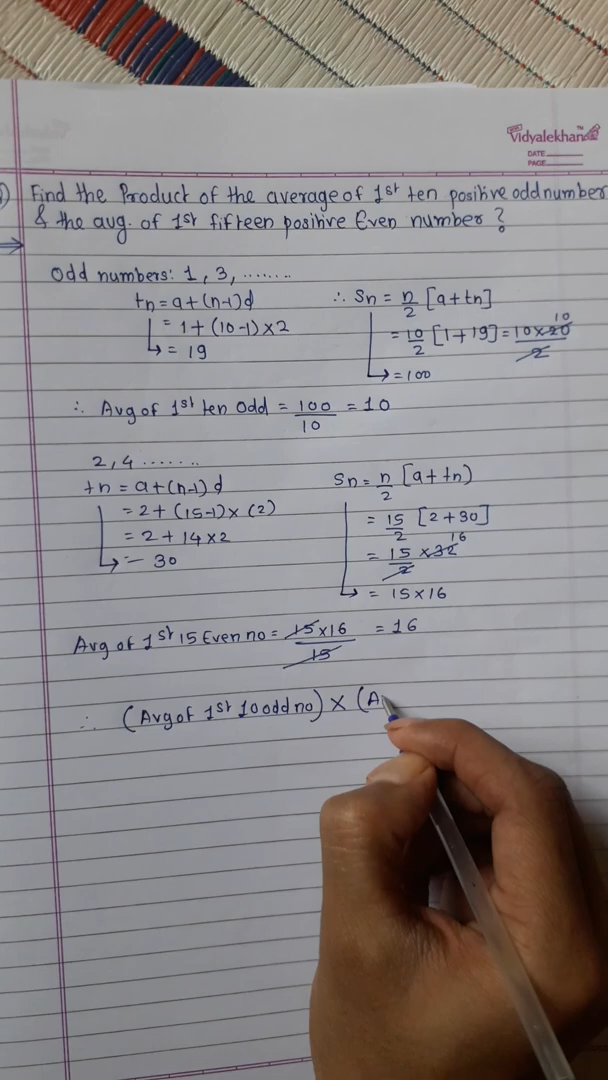 Vidyalekhan
DATE
PAGE
Find the Product of the average of 1st ten positive odd number
& the avg. of 1st fifteen positive Even number?
Odd numbers: 1, 3, ........
tn = a+(n-1)d
= 1+(10-1)×2
= 19
∴ Sn = n/2 [a+tn]
= 10/2 [1+19] = 10×20/2 10
= 100
∴ Avg of 1st ten Odd = 100/10 = 10
2, 4 .......
tn = a+(n-1)d
= 2+(15-1)×(2)
= 2+14×2
= 30
Sn = n/2 [a+tn)
= 15/2 [2+30]
= 15/2 ×32 16
= 15×16
Avg of 1st 15 Even no = 15×16/15 = 16
∴ (Avg of 1st 10 odd no) × (A